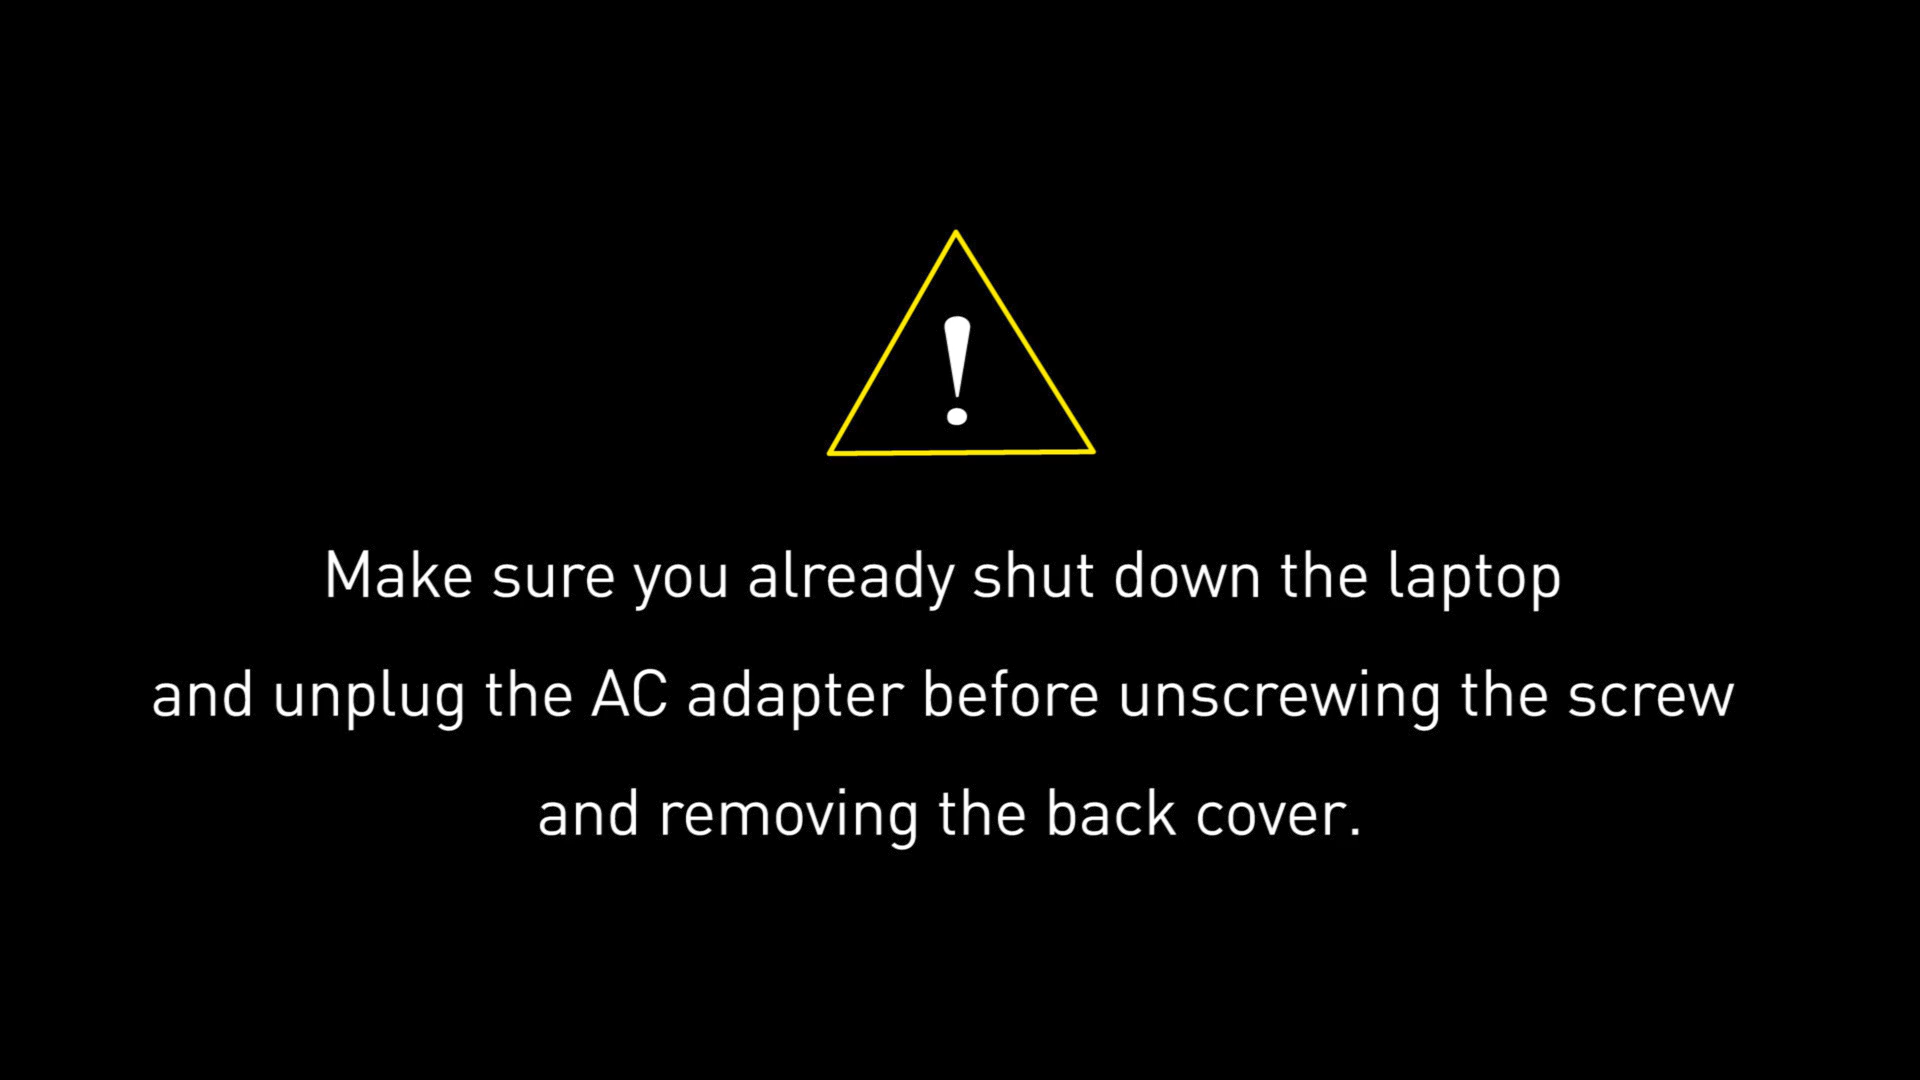 !
Make sure you already shut down the laptop
and unplug the AC adapter before unscrewing the screw
and removing the back cover.